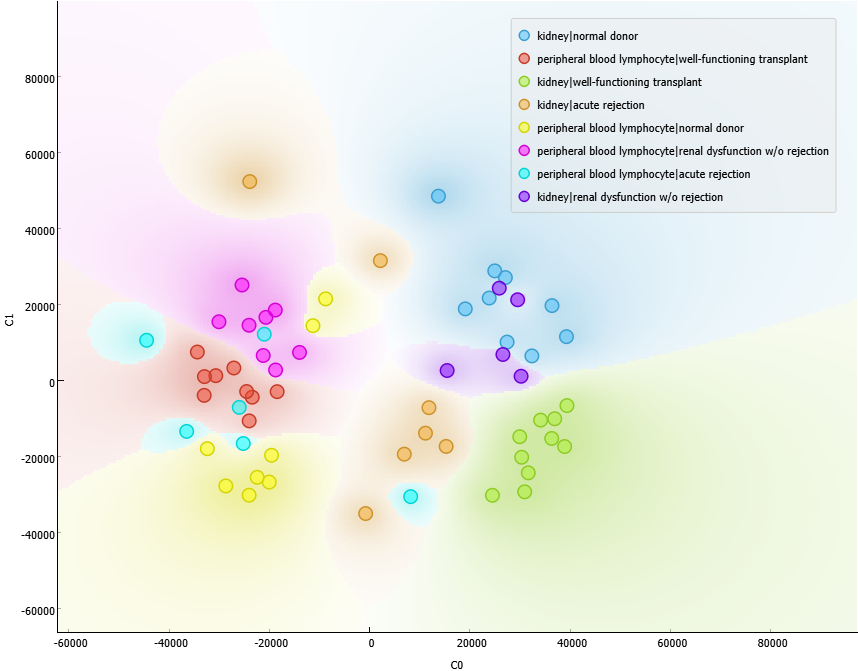 kidney|normal donor
peripheral blood lymphocyte|well-functioning transplant
kidney|well-functioning transplant
kidney|acute rejection
peripheral blood lymphocyte|normal donor
peripheral blood lymphocyte|renal dysfunction w/o rejection
peripheral blood lymphocyte|acute rejection
kidney|renal dysfunction w/o rejection
80000
60000
40000
20000
0
-20000
-40000
-60000
C1
-60000 -40000 -20000 0 20000 40000 60000 80000
C0